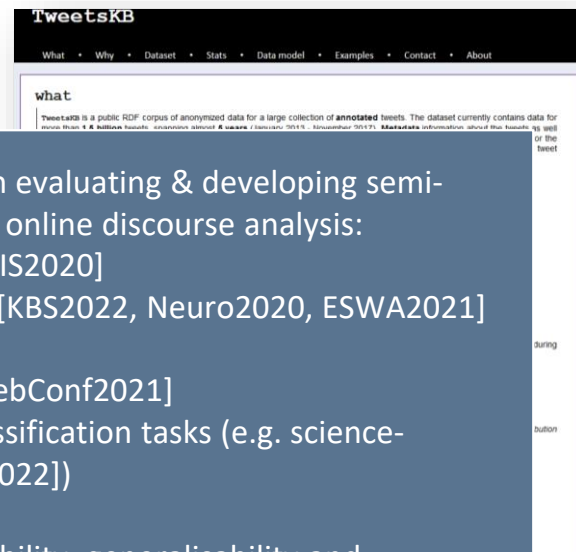 TweetsKB
What • Why • Dataset • Stats • Data model • Examples • Contact • About
what
TweetsKB is a public RDF corpus of anonymized data for a large collection of annotated tweets. The dataset currently contains data for
more than 1.5 billion tweets, spanning almost 5 years (January 2013 - November 2017). Metadata information about the tweets as well
or the
tweet
n evaluating & developing semi-
online discourse analysis:
IS2020]
[KBS2022, Neuro2020, ESWA2021]
during
ebConf2021]
ssification tasks (e.g. science-
bution
022])
bility, generalisability and